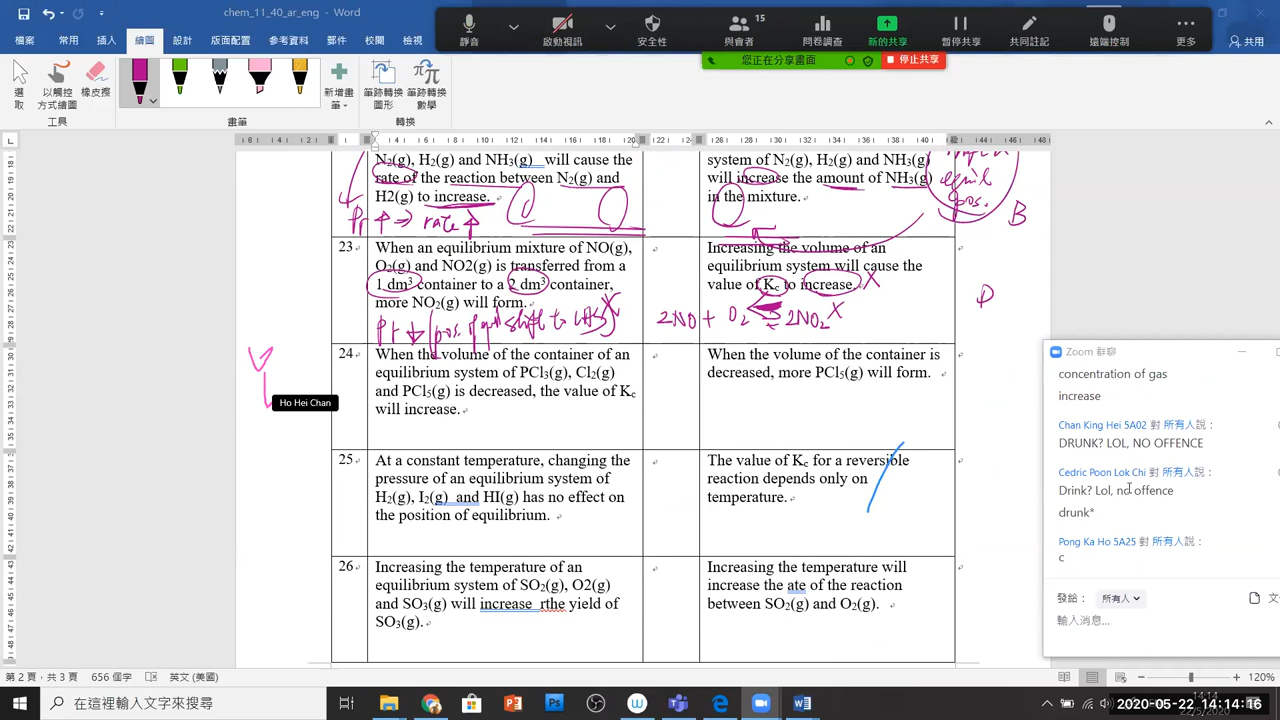 chem_11_40_ar_eng - Word
15
靜音
啟動視訊
安全性
與會者
問卷調查
新的共享
暫停共享
共同註記
遠端控制
更多
檔案
常用
插入
繪圖
設計
版面配置
參考資料
郵件
校閱
檢視
共用
您正在分享畫面
停止共享
選取
以觸控方式繪圖
橡皮擦
新增畫筆
筆跡轉換圖形
筆跡轉換數學
工具
畫筆
轉換
N2(g), H2(g) and NH3(g) will cause the
rate of the reaction between N2(g) and
H2(g) to increase.
Pr ↑ => rate ↑
system of N2(g), H2(g) and NH3(g)
will increase the amount of NH3(g)
in the mixture.
equil
pos.
B
23
When an equilibrium mixture of NO(g),
O2(g) and NO2(g) is transferred from a
1 dm3 container to a 2 dm3 container,
more NO2(g) will form.
Pr ↓ pos. of equil shift to LHS
Increasing the volume of an
equilibrium system will cause the
value of Kc to increase.
2NO + O2 ⇌ 2NO2
D
24
When the volume of the container of an
equilibrium system of PCl3(g), Cl2(g)
and PCl5(g) is decreased, the value of Kc
will increase.
When the volume of the container is
decreased, more PCl5(g) will form.
Ho Hei Chan
25
At a constant temperature, changing the
pressure of an equilibrium system of
H2(g), I2(g) and HI(g) has no effect on
the position of equilibrium.
The value of Kc for a reversible
reaction depends only on
temperature.
26
Increasing the temperature of an
equilibrium system of SO2(g), O2(g)
and SO3(g) will increase rthe yield of
SO3(g).
Increasing the temperature will
increase the ate of the reaction
between SO2(g) and O2(g).
Zoom 群聊
concentration of gas
increase
Chan King Hei 5A02 對 所有人說：
DRUNK? LOL, NO OFFENCE
Cedric Poon Lok Chi 對 所有人說：
Drink? Lol, no offence
drunk*
Pong Ka Ho 5A25 對 所有人說：
c
發給： 所有人
輸入消息...
第 2 頁，共 3 頁
656 個字
英文 (美國)
120%
在這裡輸入文字來搜尋
14:14
22/5/2020
2020-05-22 14:14:16